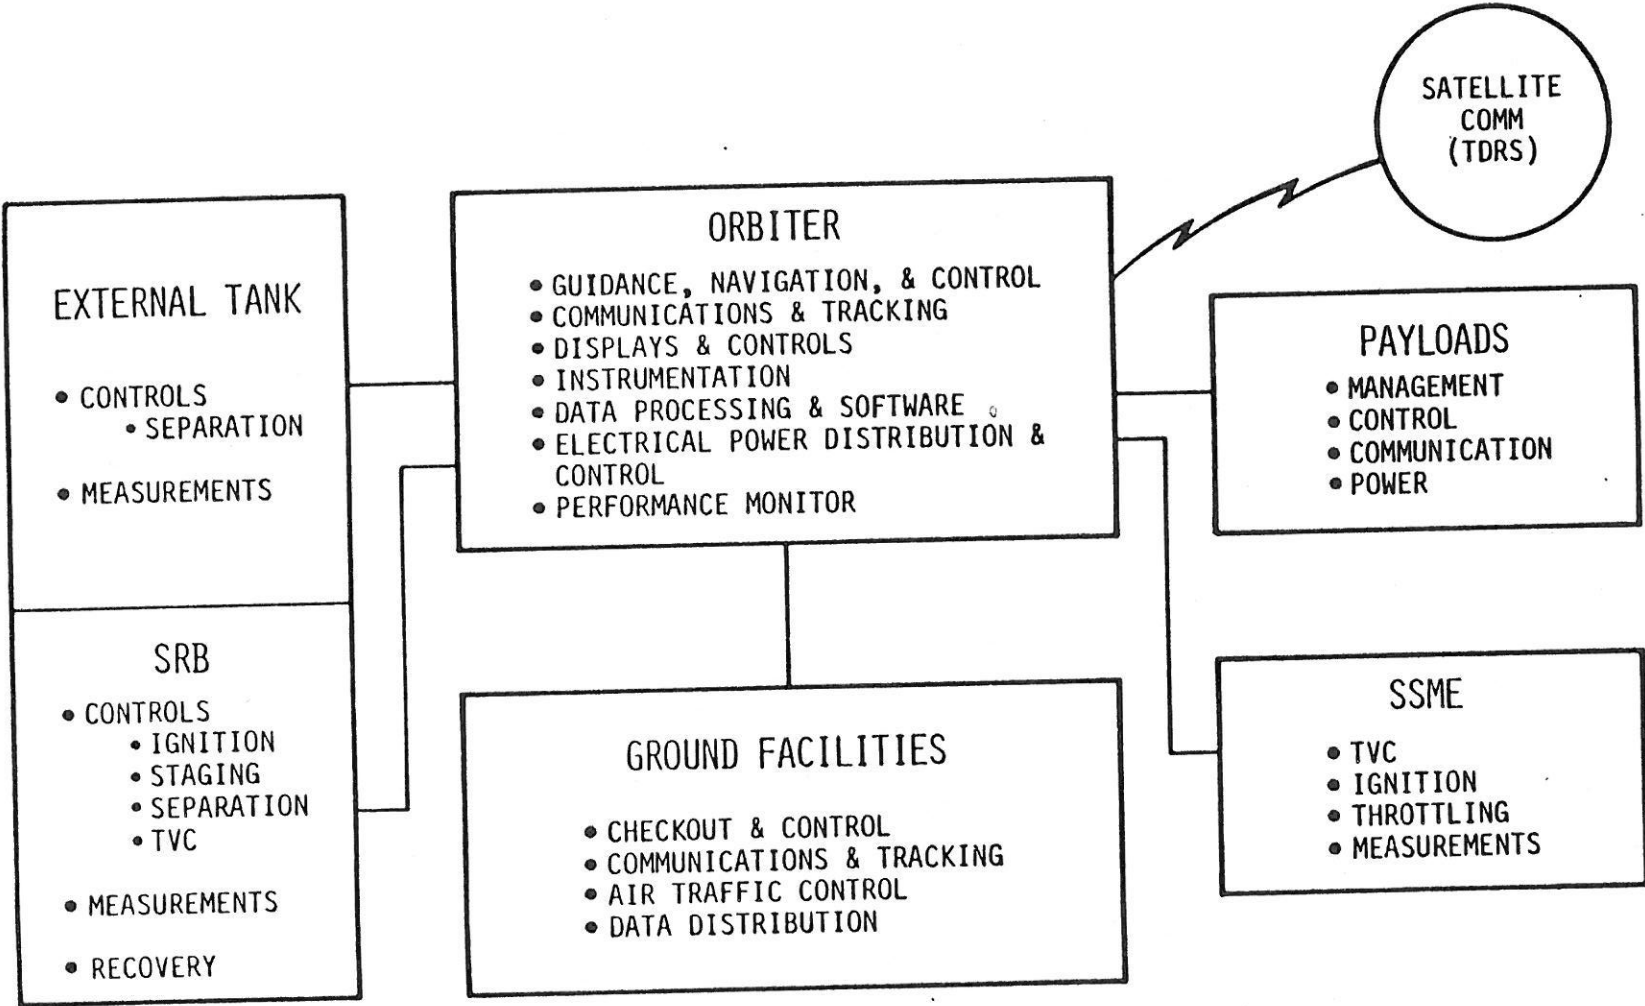 SATELLITE
COMM
(TDRS)
EXTERNAL TANK
• CONTROLS
• SEPARATION
• MEASUREMENTS
SRB
• CONTROLS
• IGNITION
• STAGING
• SEPARATION
• TVC
• MEASUREMENTS
• RECOVERY
ORBITER
• GUIDANCE, NAVIGATION, & CONTROL
• COMMUNICATIONS & TRACKING
• DISPLAYS & CONTROLS
• INSTRUMENTATION
• DATA PROCESSING & SOFTWARE
• ELECTRICAL POWER DISTRIBUTION &
CONTROL
• PERFORMANCE MONITOR
GROUND FACILITIES
• CHECKOUT & CONTROL
• COMMUNICATIONS & TRACKING
• AIR TRAFFIC CONTROL
• DATA DISTRIBUTION
PAYLOADS
• MANAGEMENT
• CONTROL
• COMMUNICATION
• POWER
SSME
• TVC
• IGNITION
• THROTTLING
• MEASUREMENTS